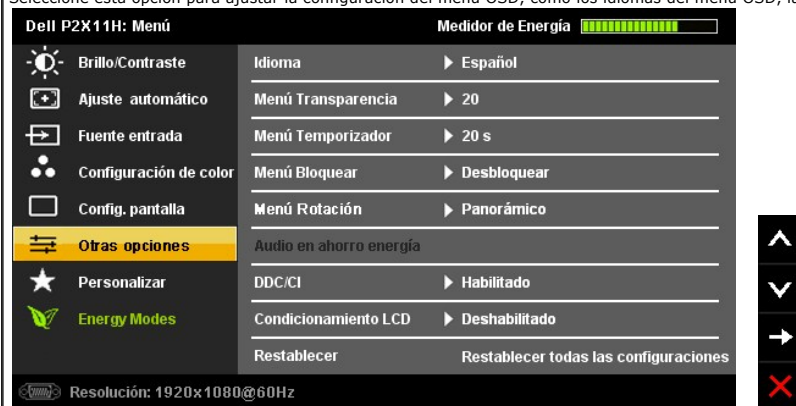 Seleccione esta opción para ajustar la configuración del menú OSD, como los idiomas del menú OSD, la
Dell P2X11H: Menú Medidor de Energía
Brillo/Contraste Idioma Español
Ajuste automático Menú Transparencia 20
Fuente entrada Menú Temporizador 20 s
Configuración de color Menú Bloquear Desbloquear
Config. pantalla Menú Rotación Panorámico
Otras opciones Audio en ahorro energía
Personalizar DDC/CI Habilitado
Energy Modes Condicionamiento LCD Deshabilitado
Restablecer Restablecer todas las configuraciones
Resolución: 1920x1080@60Hz